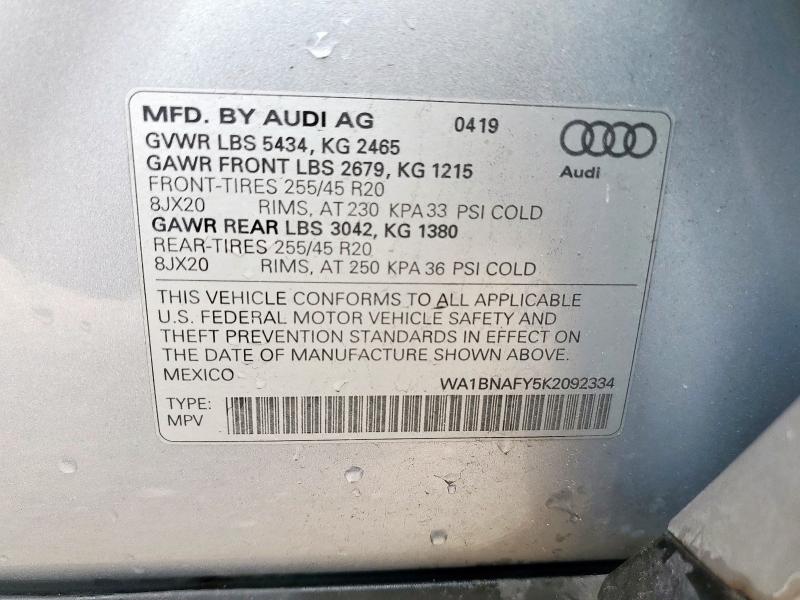 MFD. BY AUDI AG 0419
GVWR LBS 5434, KG 2465
GAWR FRONT LBS 2679, KG 1215
Audi
FRONT-TIRES 255/45 R20
8JX20 RIMS, AT 230 KPA 33 PSI COLD
GAWR REAR LBS 3042, KG 1380
REAR-TIRES 255/45 R20
8JX20 RIMS, AT 250 KPA 36 PSI COLD
THIS VEHICLE CONFORMS TO ALL APPLICABLE
U.S. FEDERAL MOTOR VEHICLE SAFETY AND
THEFT PREVENTION STANDARDS IN EFFECT ON
THE DATE OF MANUFACTURE SHOWN ABOVE.
MEXICO WA1BNAFY5K2092334
TYPE:
MPV